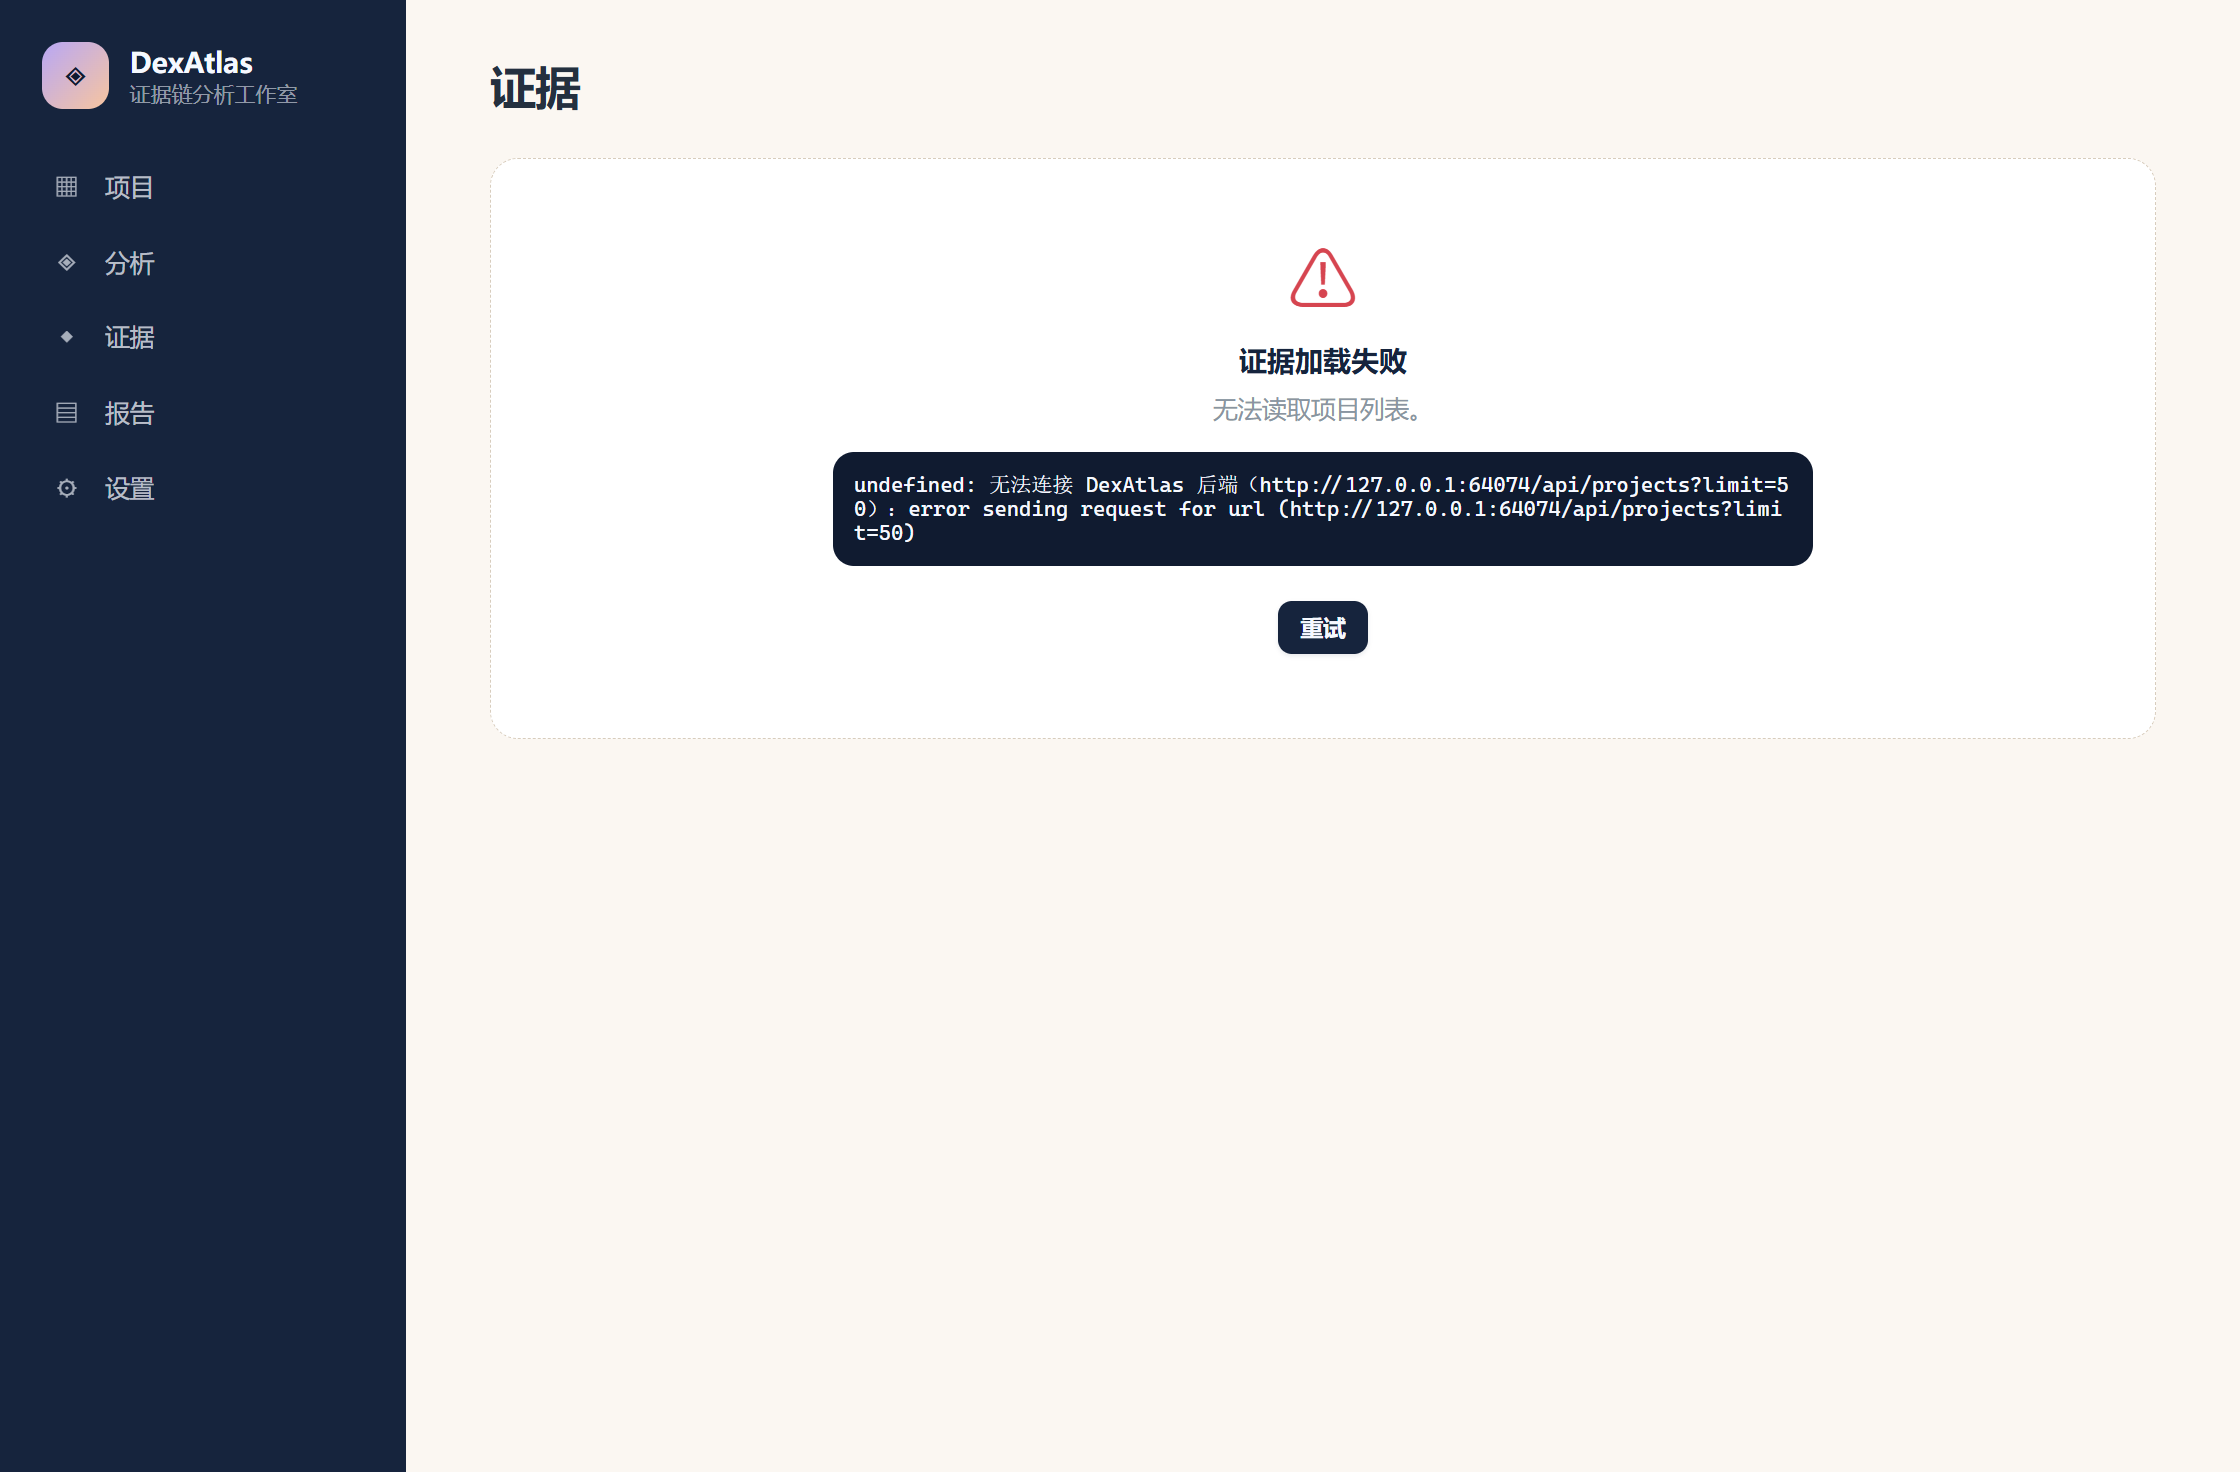 DexAtlas
证据链分析工作室
项目
分析
证据
报告
设置
证据
证据加载失败
无法读取项目列表。
undefined: 无法连接 DexAtlas 后端（http://127.0.0.1:64074/api/projects?limit=5
0）：error sending request for url (http://127.0.0.1:64074/api/projects?limi
t=50)
重试